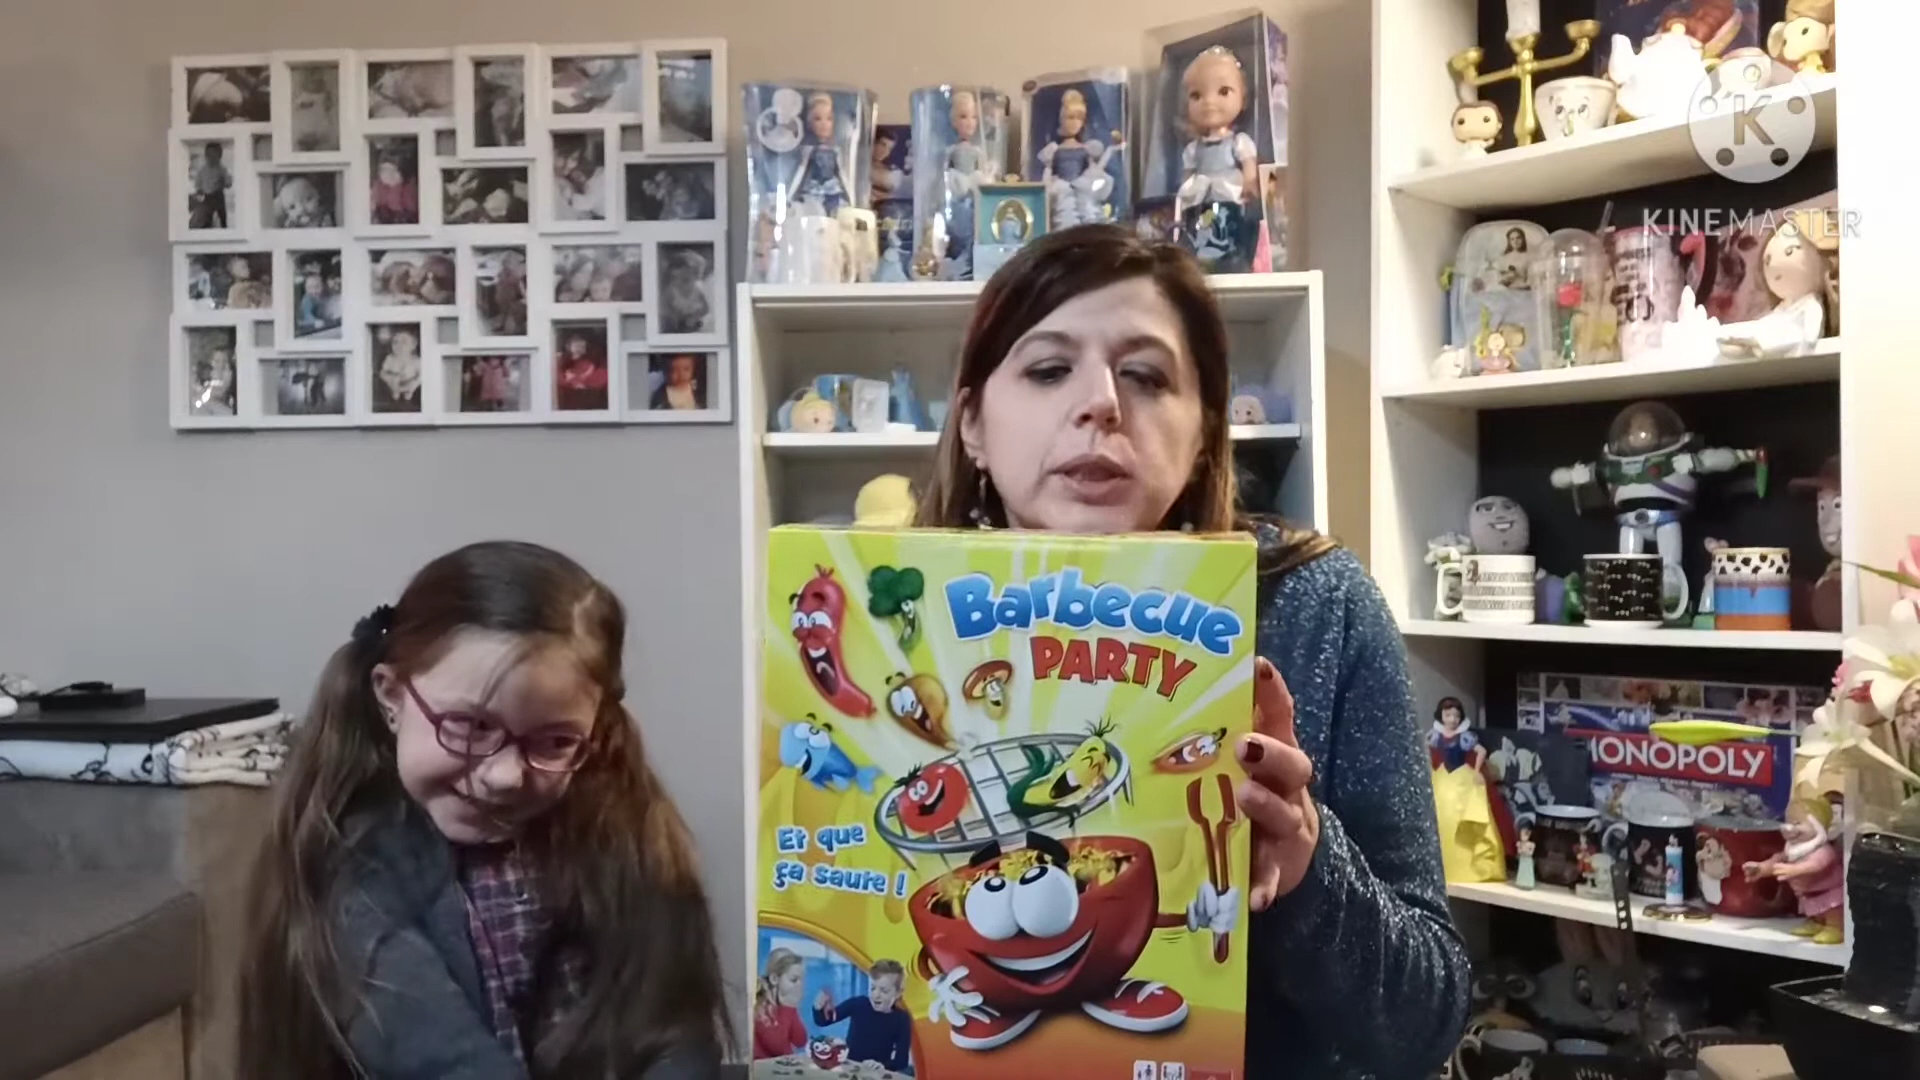 K
KINEMASTER
Barbecue
PARTY
Et que
ça saute !
MONOPOLY